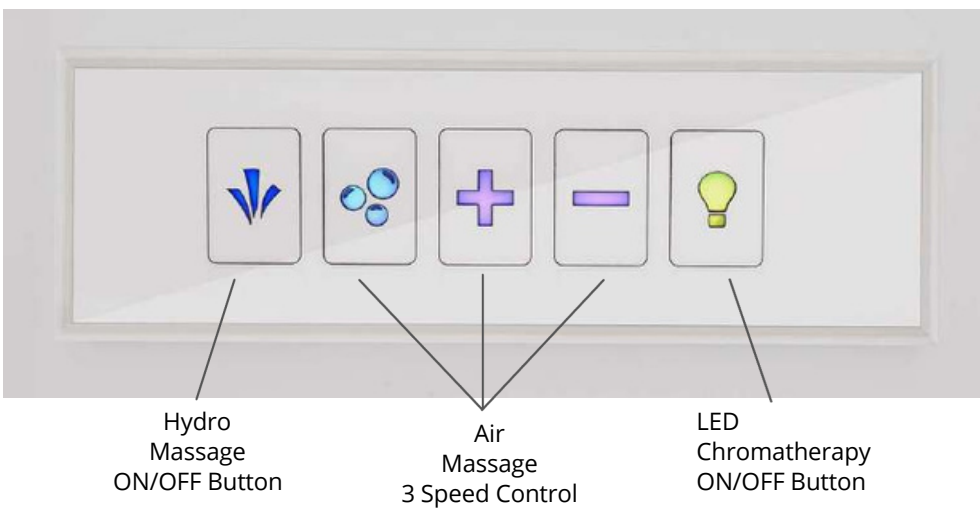 Hydro
Massage
ON/OFF Button
Air
Massage
3 Speed Control
LED
Chromatherapy
ON/OFF Button